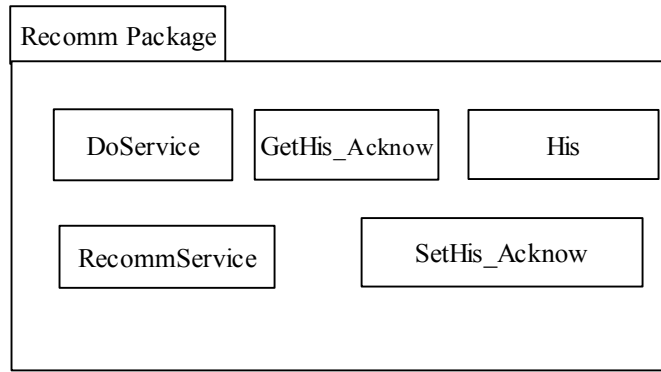 Recomm Package
DoService
GetHis_Acknow
His
RecommService
SetHis_Acknow